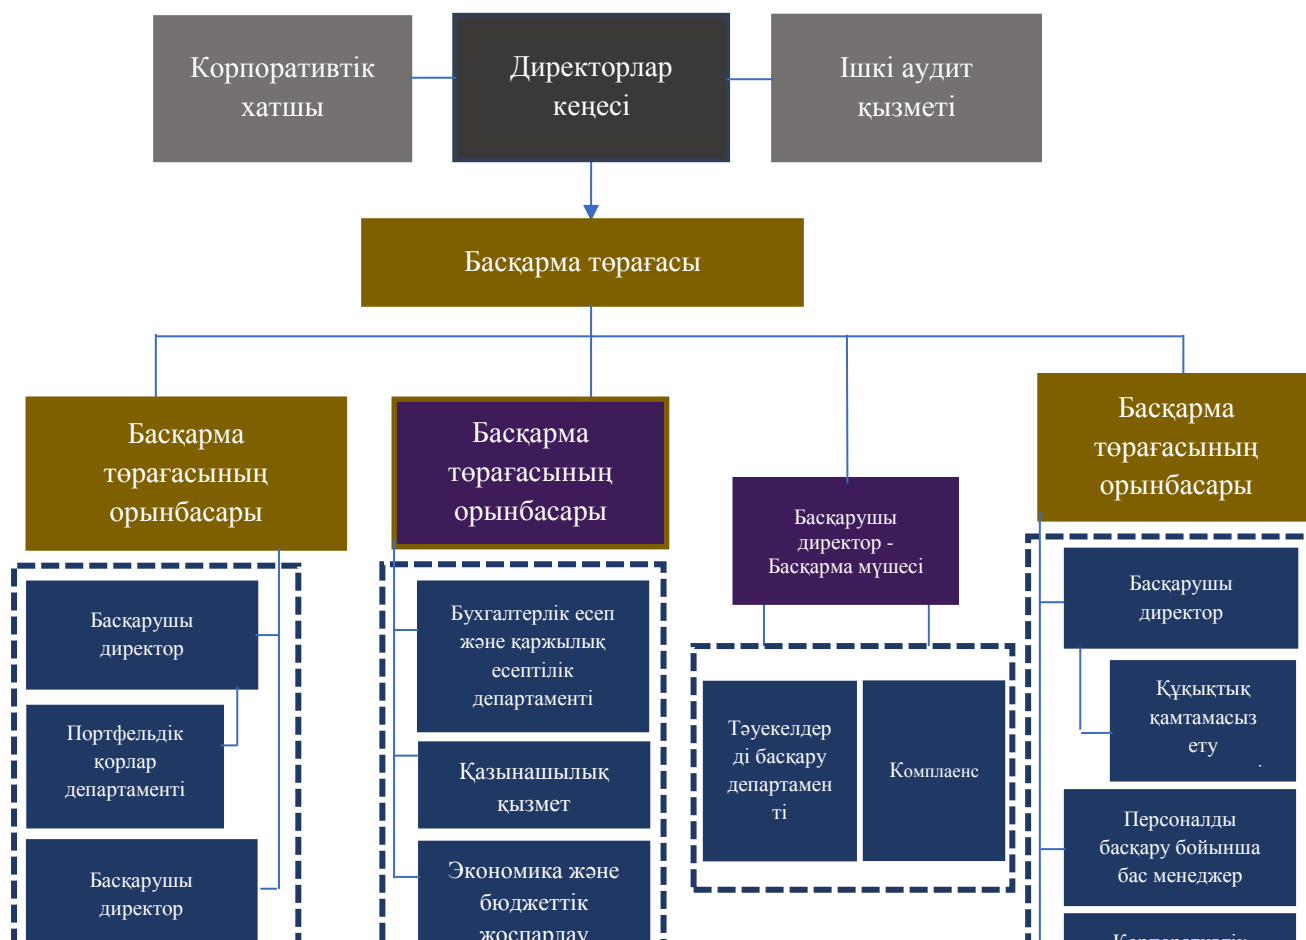 Корпоративтік
хатшы
Директорлар
кеңесі
Ішкі аудит
қызметі
Басқарма төрағасы
Басқарма
төрағасының
орынбасары
Басқарушы
директор
Портфельдік
қорлар
департаменті
Басқарушы
директор
Басқарма
төрағасының
орынбасары
Бухгалтерлік есеп
және қаржылық
есептілік
департаменті
Қазынашылық
қызмет
Экономика және
бюджеттік
жоспарлау
Басқарушы
директор -
Басқарма мүшесі
Тәуекелдер
ді басқару
департамен
ті
Комплаенс
Басқарма
төрағасының
орынбасары
Басқарушы
директор
Құқықтық
қамтамасыз
ету
.
Персоналды
басқару бойынша
бас менеджер